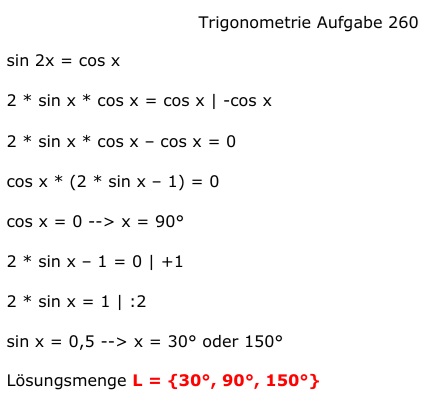 Trigonometrie Aufgabe 260
sin 2x = cos x
2 * sin x * cos x = cos x | -cos x
2 * sin x * cos x – cos x = 0
cos x * (2 * sin x – 1) = 0
cos x = 0 --> x = 90°
2 * sin x – 1 = 0 | +1
2 * sin x = 1 | :2
sin x = 0,5 --> x = 30° oder 150°
Lösungsmenge L = {30°, 90°, 150°}